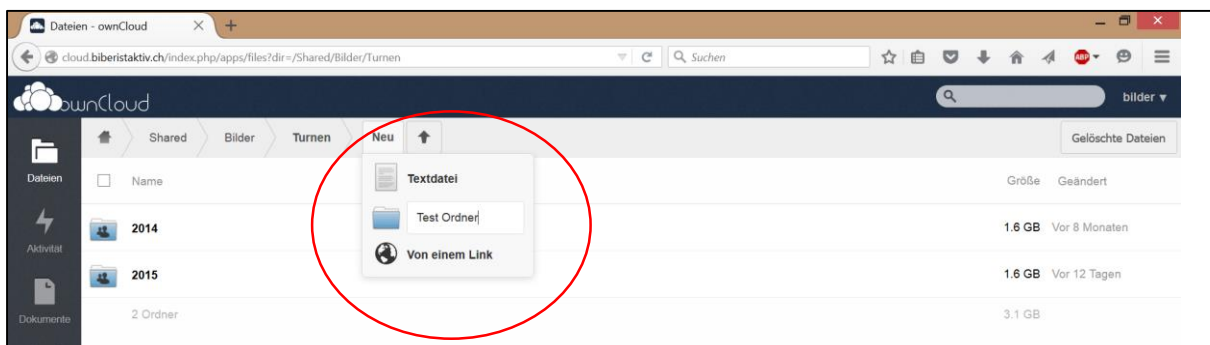 Dateien - ownCloud
cloud.biberistaktiv.ch/index.php/apps/files?dir=/Shared/Bilder/Turnen
Suchen
ABP
ownCloud
bilder
Shared Bilder Turnen Neu
Gelöschte Dateien
Dateien
Name
Textdatei
Größe Geändert
Test Ordner
2014
1.6 GB Vor 8 Monaten
Aktivität
Von einem Link
2015
1.6 GB Vor 12 Tagen
Dokumente
2 Ordner
3.1 GB